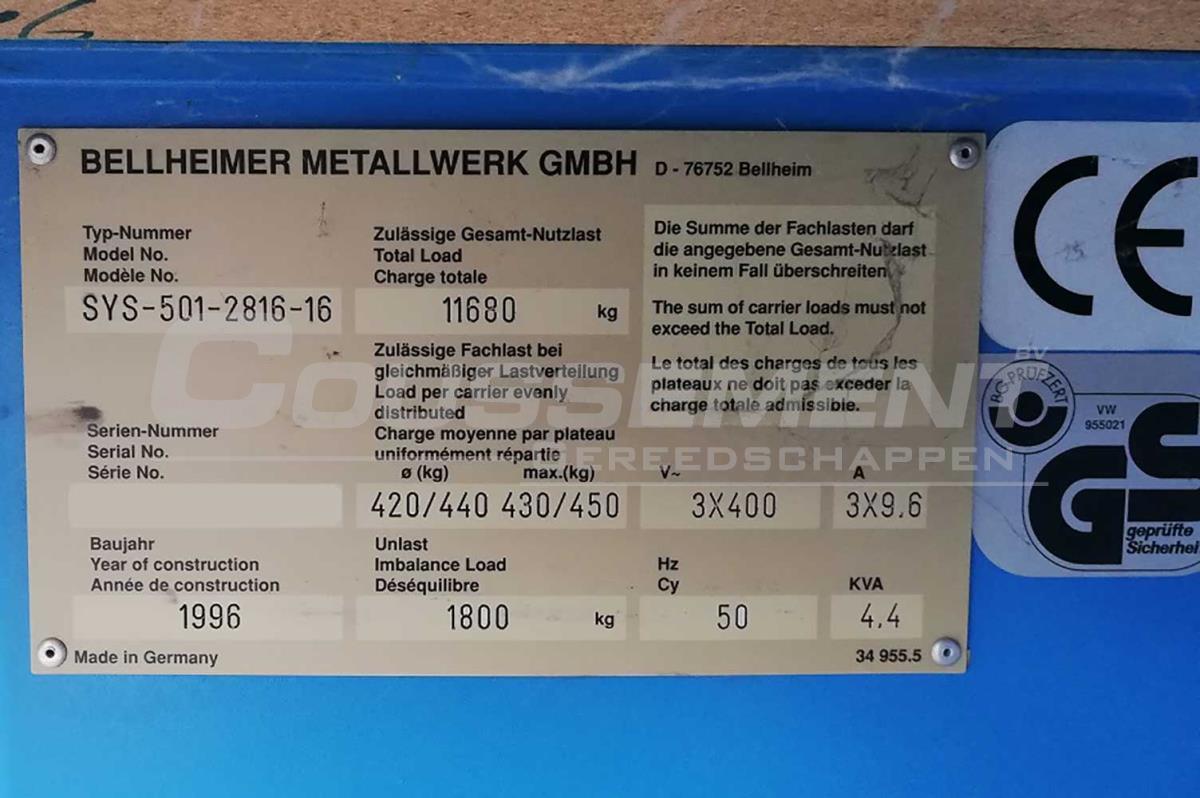 BELLHEIMER METALLWERK GMBH D - 76752 Bellheim
Typ-Nummer
Model No.
Modèle No.
SYS-501-2816-16
Zulässige Gesamt-Nutzlast
Total Load
Charge totale
11680 kg
Die Summe der Fachlasten darf
die angegebene Gesamt-Nutzlast
in keinem Fall überschreiten
The sum of carrier loads must not
exceed the Total Load.
Le total des charges de tous les
plateaux ne doit pas exceder la
charge totale admissible.
Zulässige Fachlast bei
gleichmäßiger Lastverteilung
Load per carrier evenly
distributed
Charge moyenne par plateau
uniformément répartie
ø (kg) max.(kg)
420/440 430/450
Serien-Nummer
Serial No.
Série No.
V~
3X400
A
3X9.6
Baujahr
Year of construction
Année de construction
1996
Unlast
Imbalance Load
Déséquilibre
1800 kg
Hz
Cy
50
KVA
4.4
Made in Germany
34 955.5
CE
BG-PRÜFZERT
VW
955021
GS
geprüfte
Sicherhei
COUSSEMENT
GEREEDSCHAPPEN